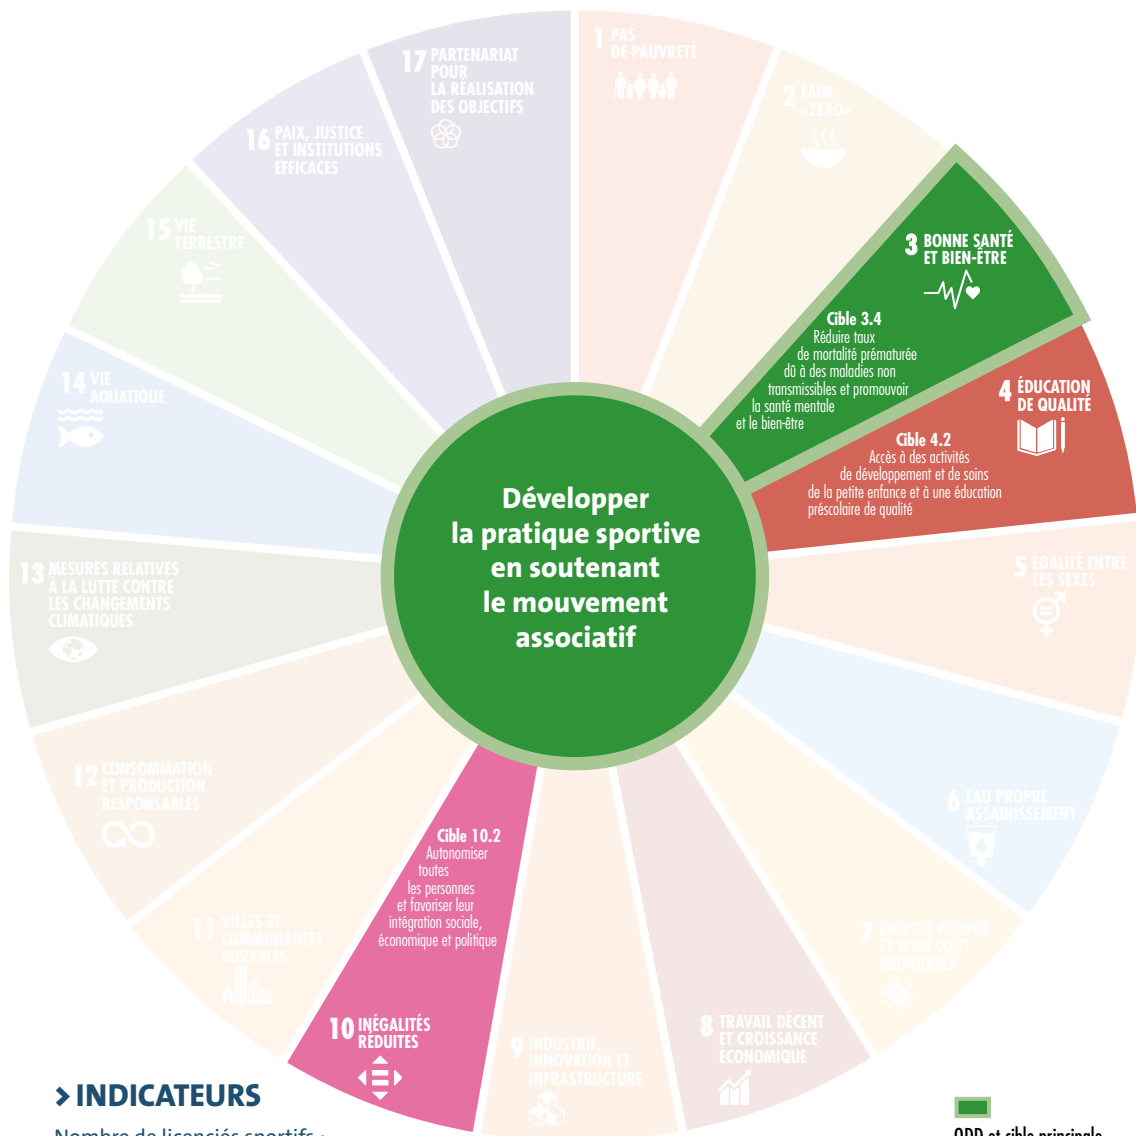 1 PAS
DE PAUVRETÉ
2 FAIM
«ZÉRO»
3 BONNE SANTÉ
ET BIEN-ÊTRE
Cible 3.4
Réduire taux
de mortalité prématurée
dû à des maladies non
transmissibles et promouvoir
la santé mentale
et le bien-être
4 ÉDUCATION
DE QUALITÉ
Cible 4.2
Accès à des activités
de développement et de soins
de la petite enfance et à une éducation
préscolaire de qualité
5 ÉGALITÉ ENTRE
LES SEXES
6 EAU PROPRE
ASSAINISSEMENT
7 ÉNERGIE PROPRE
ET D'UN COÛT
ABORDABLE
8 TRAVAIL DÉCENT
ET CROISSANCE
ÉCONOMIQUE
9 INDUSTRIE,
INNOVATION ET
INFRASTRUCTURE
Cible 10.2
Autonomiser
toutes
les personnes
et favoriser leur
intégration sociale,
économique et politique
10 INÉGALITÉS
RÉDUITES
11 VILLES ET
COMMUNAUTÉS
DURABLES
12 CONSOMMATION
ET PRODUCTION
RESPONSABLES
13 MESURES RELATIVES
À LA LUTTE CONTRE
LES CHANGEMENTS
CLIMATIQUES
14 VIE
AQUATIQUE
15 VIE
TERRESTRE
16 PAIX, JUSTICE
ET INSTITUTIONS
EFFICACES
17 PARTENARIAT
POUR
LA RÉALISATION
DES OBJECTIFS
Développer
la pratique sportive
en soutenant
le mouvement
associatif
> INDICATEURS
Nombre de licenciés sportifs :
ODD et cible principale